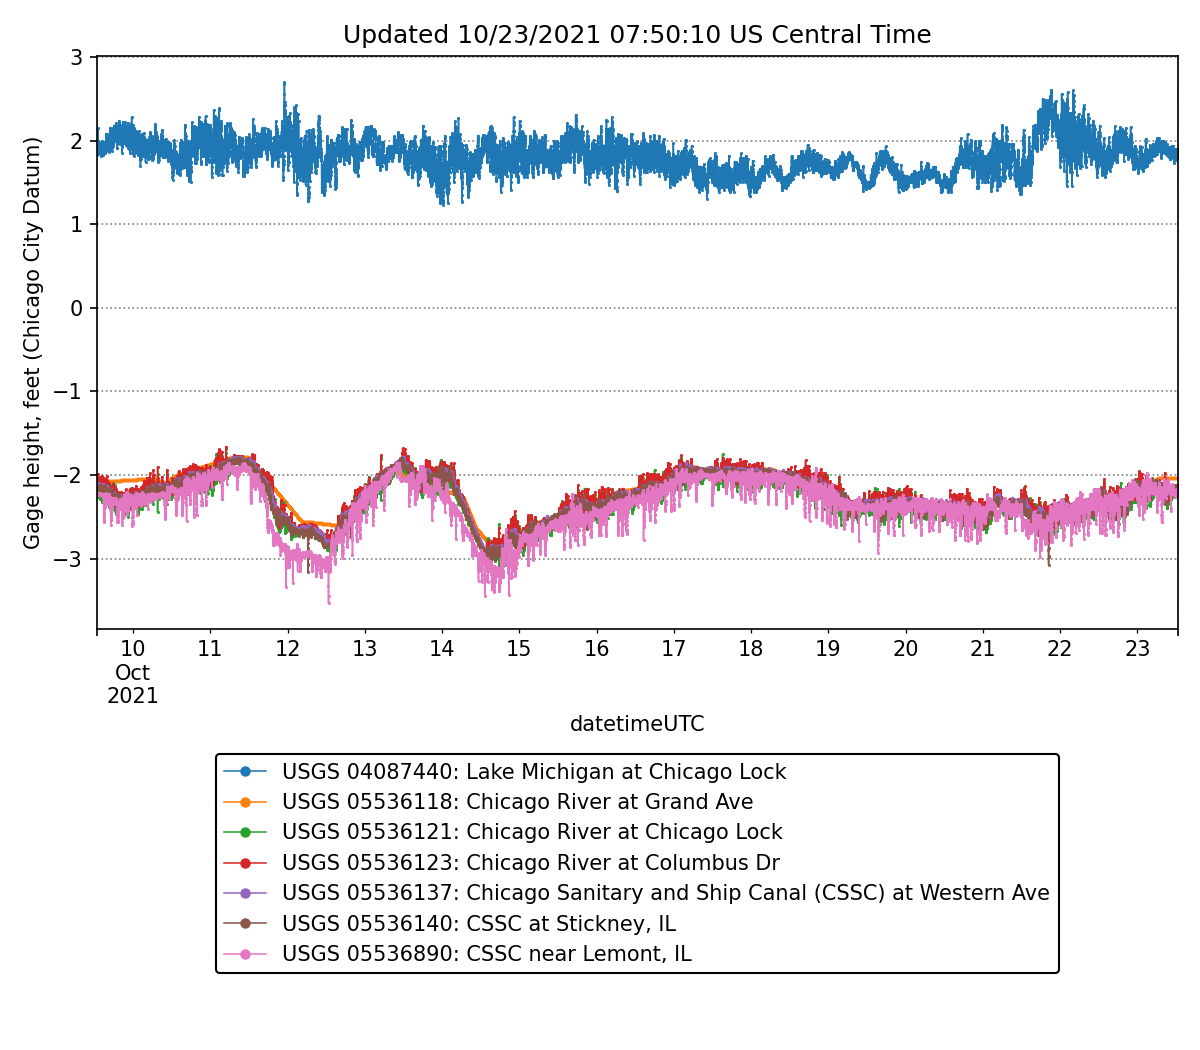 Updated 10/23/2021 07:50:10 US Central Time
Gage height, feet (Chicago City Datum)
3
2
1
0
−1
−2
−3
10 11 12 13 14 15 16 17 18 19 20 21 22 23
Oct
2021
datetimeUTC
USGS 04087440: Lake Michigan at Chicago Lock
USGS 05536118: Chicago River at Grand Ave
USGS 05536121: Chicago River at Chicago Lock
USGS 05536123: Chicago River at Columbus Dr
USGS 05536137: Chicago Sanitary and Ship Canal (CSSC) at Western Ave
USGS 05536140: CSSC at Stickney, IL
USGS 05536890: CSSC near Lemont, IL